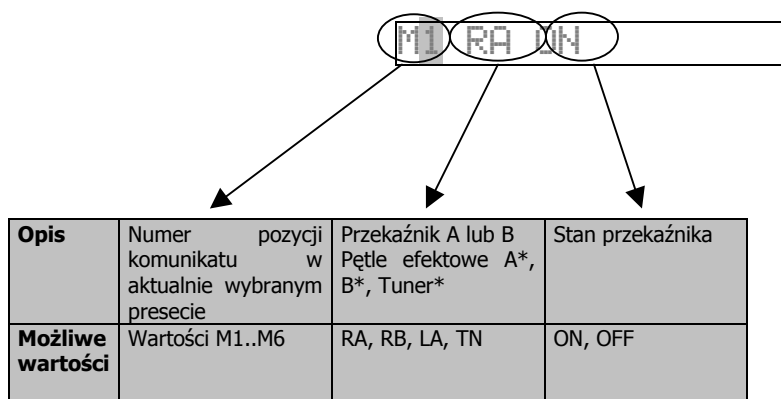 M1 RA ON
Opis
Numer pozycji
komunikatu w
aktualnie wybranym
presecie
Przekaźnik A lub B
Pętle efektowe A*,
B*, Tuner*
Stan przekaźnika
Możliwe
wartości
Wartości M1..M6
RA, RB, LA, TN
ON, OFF